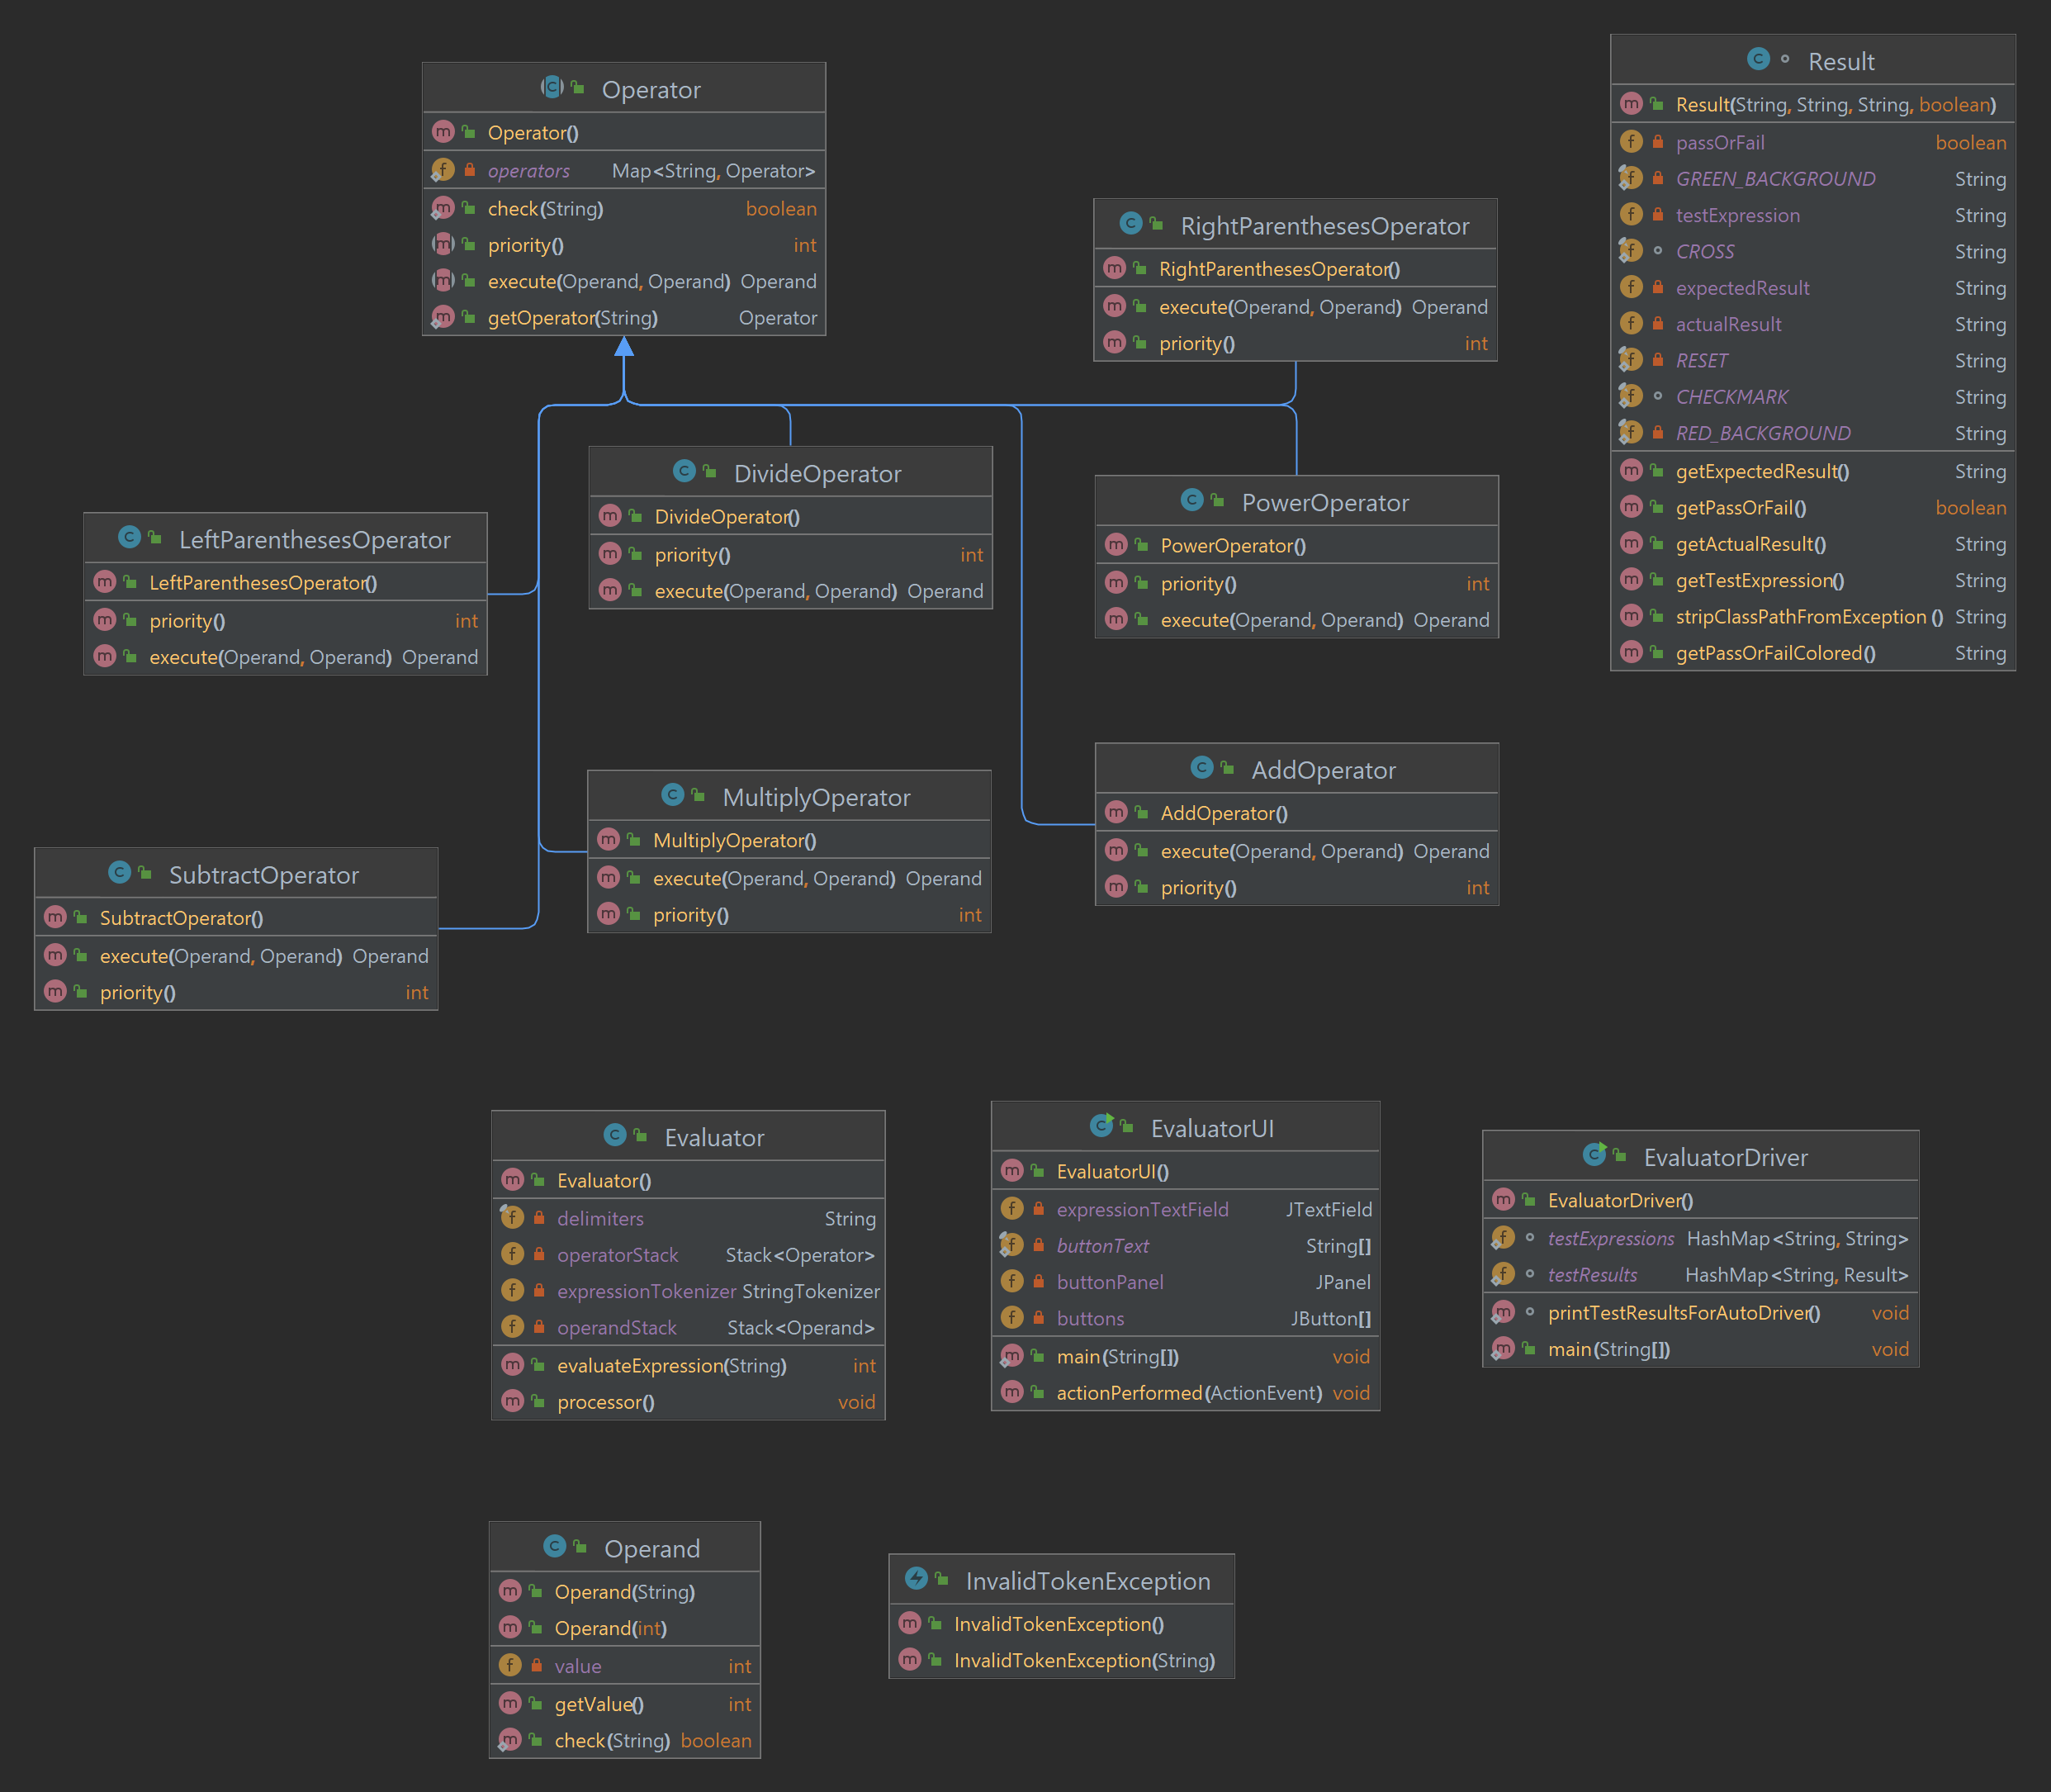 Operator
Operator()
operators Map<String, Operator>
check(String) boolean
priority() int
execute(Operand, Operand) Operand
getOperator(String) Operator
Result
Result(String, String, String, boolean)
passOrFail boolean
GREEN_BACKGROUND String
testExpression String
CROSS String
expectedResult String
actualResult String
RESET String
CHECKMARK String
RED_BACKGROUND String
getExpectedResult() String
getPassOrFail() boolean
getActualResult() String
getTestExpression() String
stripClassPathFromException() String
getPassOrFailColored() String
RightParenthesesOperator
RightParenthesesOperator()
execute(Operand, Operand) Operand
priority() int
DivideOperator
DivideOperator()
priority() int
execute(Operand, Operand) Operand
PowerOperator
PowerOperator()
priority() int
execute(Operand, Operand) Operand
LeftParenthesesOperator
LeftParenthesesOperator()
priority() int
execute(Operand, Operand) Operand
AddOperator
AddOperator()
execute(Operand, Operand) Operand
priority() int
MultiplyOperator
MultiplyOperator()
execute(Operand, Operand) Operand
priority() int
SubtractOperator
SubtractOperator()
execute(Operand, Operand) Operand
priority() int
Evaluator
Evaluator()
delimiters String
operatorStack Stack<Operator>
expressionTokenizer StringTokenizer
operandStack Stack<Operand>
evaluateExpression(String) int
processor() void
EvaluatorUI
EvaluatorUI()
expressionTextField JTextField
buttonText String[]
buttonPanel JPanel
buttons JButton[]
main(String[]) void
actionPerformed(ActionEvent) void
EvaluatorDriver
EvaluatorDriver()
testExpressions HashMap<String, String>
testResults HashMap<String, Result>
printTestResultsForAutoDriver() void
main(String[]) void
Operand
Operand(String)
Operand(int)
value int
getValue() int
check(String) boolean
InvalidTokenException
InvalidTokenException()
InvalidTokenException(String)